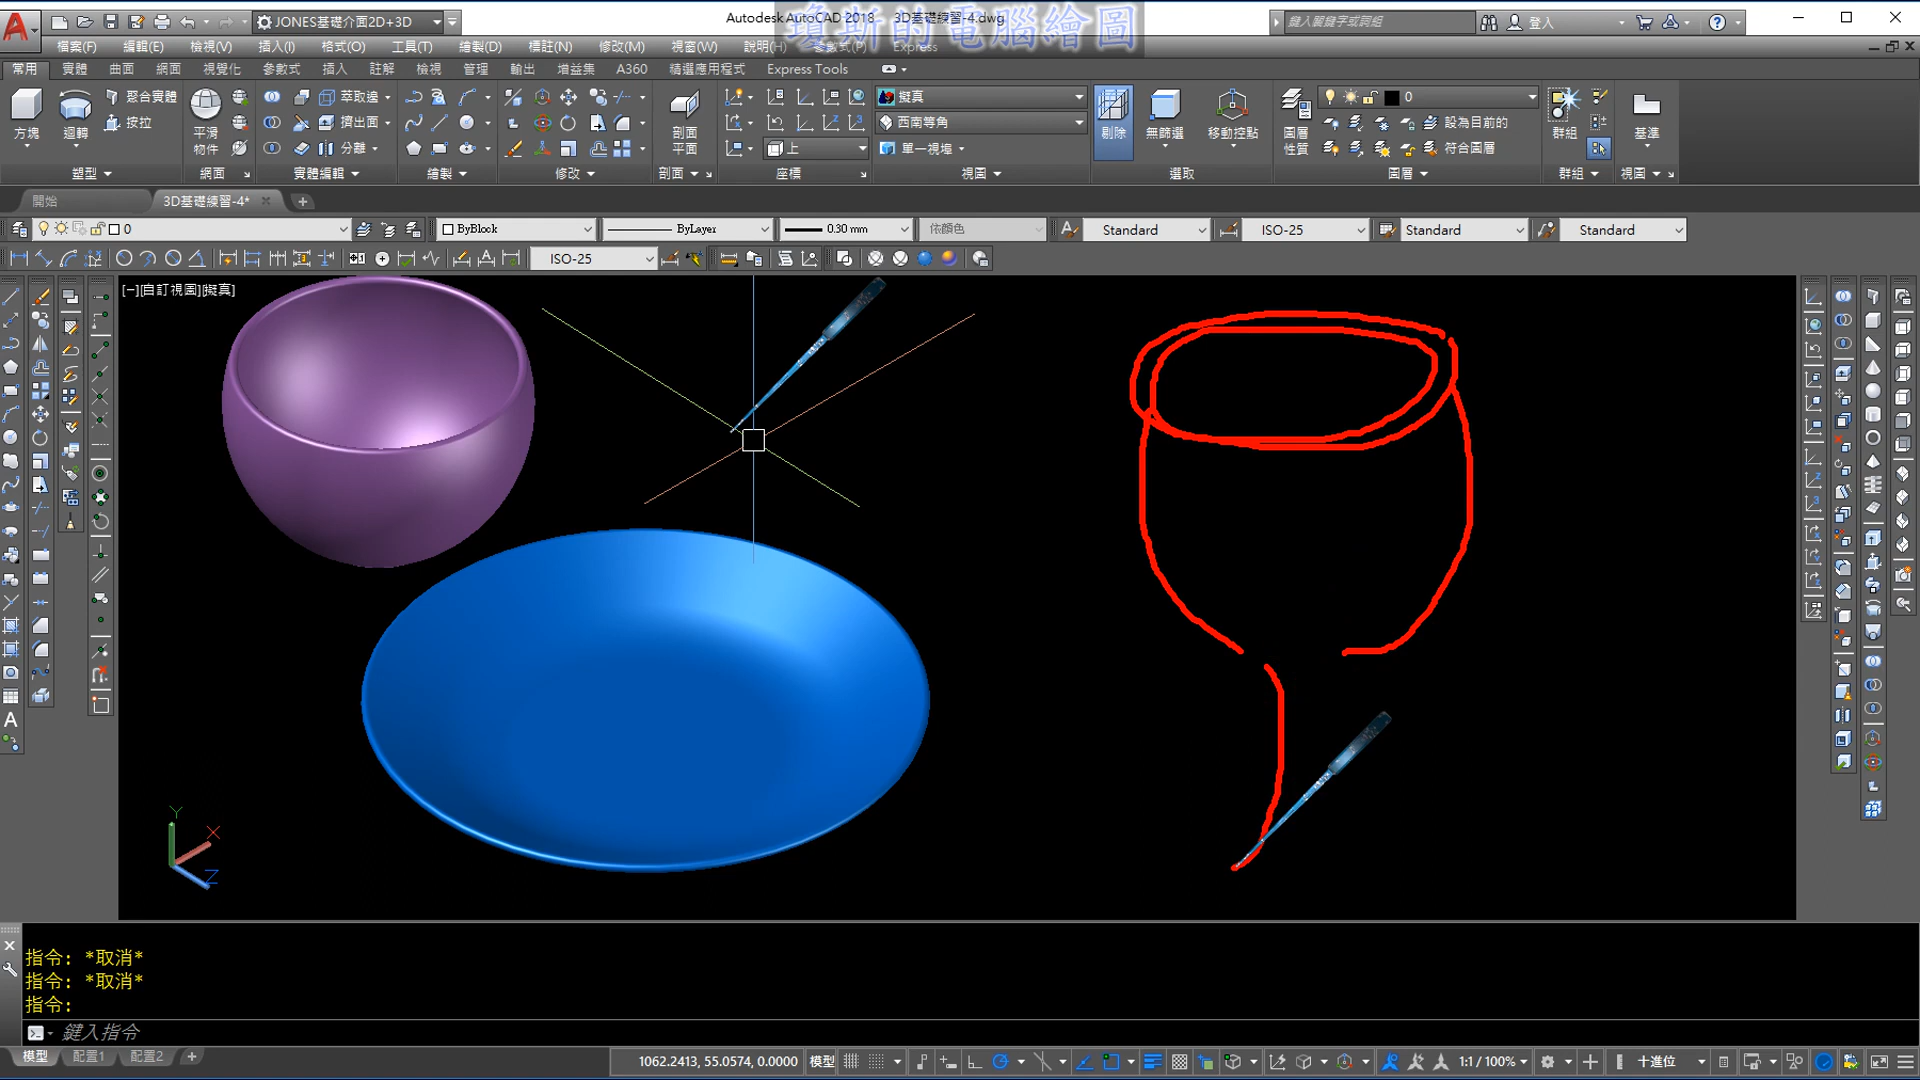 JONES基礎介面2D+3D
Autodesk AutoCAD 2018 3D基礎練習-4.dwg
瓊斯的電腦繪圖
鍵入關鍵字或詞組
登入
檔案(F) 編輯(E) 檢視(V) 插入(I) 格式(O) 工具(T) 繪製(D) 標註(N) 修改(M) 視窗(W) 說明(H) 參數式(P) Express
常用 實體 曲面 網面 視覺化 參數式 插入 註解 檢視 管理 輸出 增益集 A360 精選應用程式 Express Tools
聚合實體 萃取邊 擬真 0
按拉 擠出面 西南等角 設為目前的
方塊 迴轉 平滑 物件 剖面 平面 剔除 無篩選 移動控點 圖層 性質 群組 基準
分離 上 單一視埠 符合圖層
塑型 網面 實體編輯 繪製 修改 剖面 座標 視圖 選取 圖層 群組 視圖
開始 3D基礎練習-4*
0 ByBlock ByLayer 0.30 mm 依顏色 Standard ISO-25 Standard Standard
ISO-25
[−][自訂視圖][擬真]
Y
X
Z
指令: *取消*
指令: *取消*
指令:
鍵入指令
模型 配置1 配置2
1062.2413, 55.0574, 0.0000 模型 1:1 / 100% 十進位